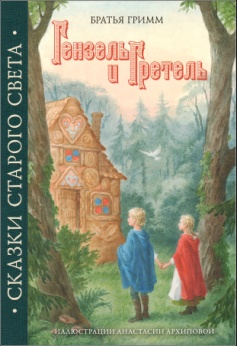 БРАТЬЯ ГРИММ
Гензель
и Гретель
• СКАЗКИ СТАРОГО СВЕТА •
ИЛЛЮСТРАЦИИ АНАСТАСИИ АРХИПОВОЙ